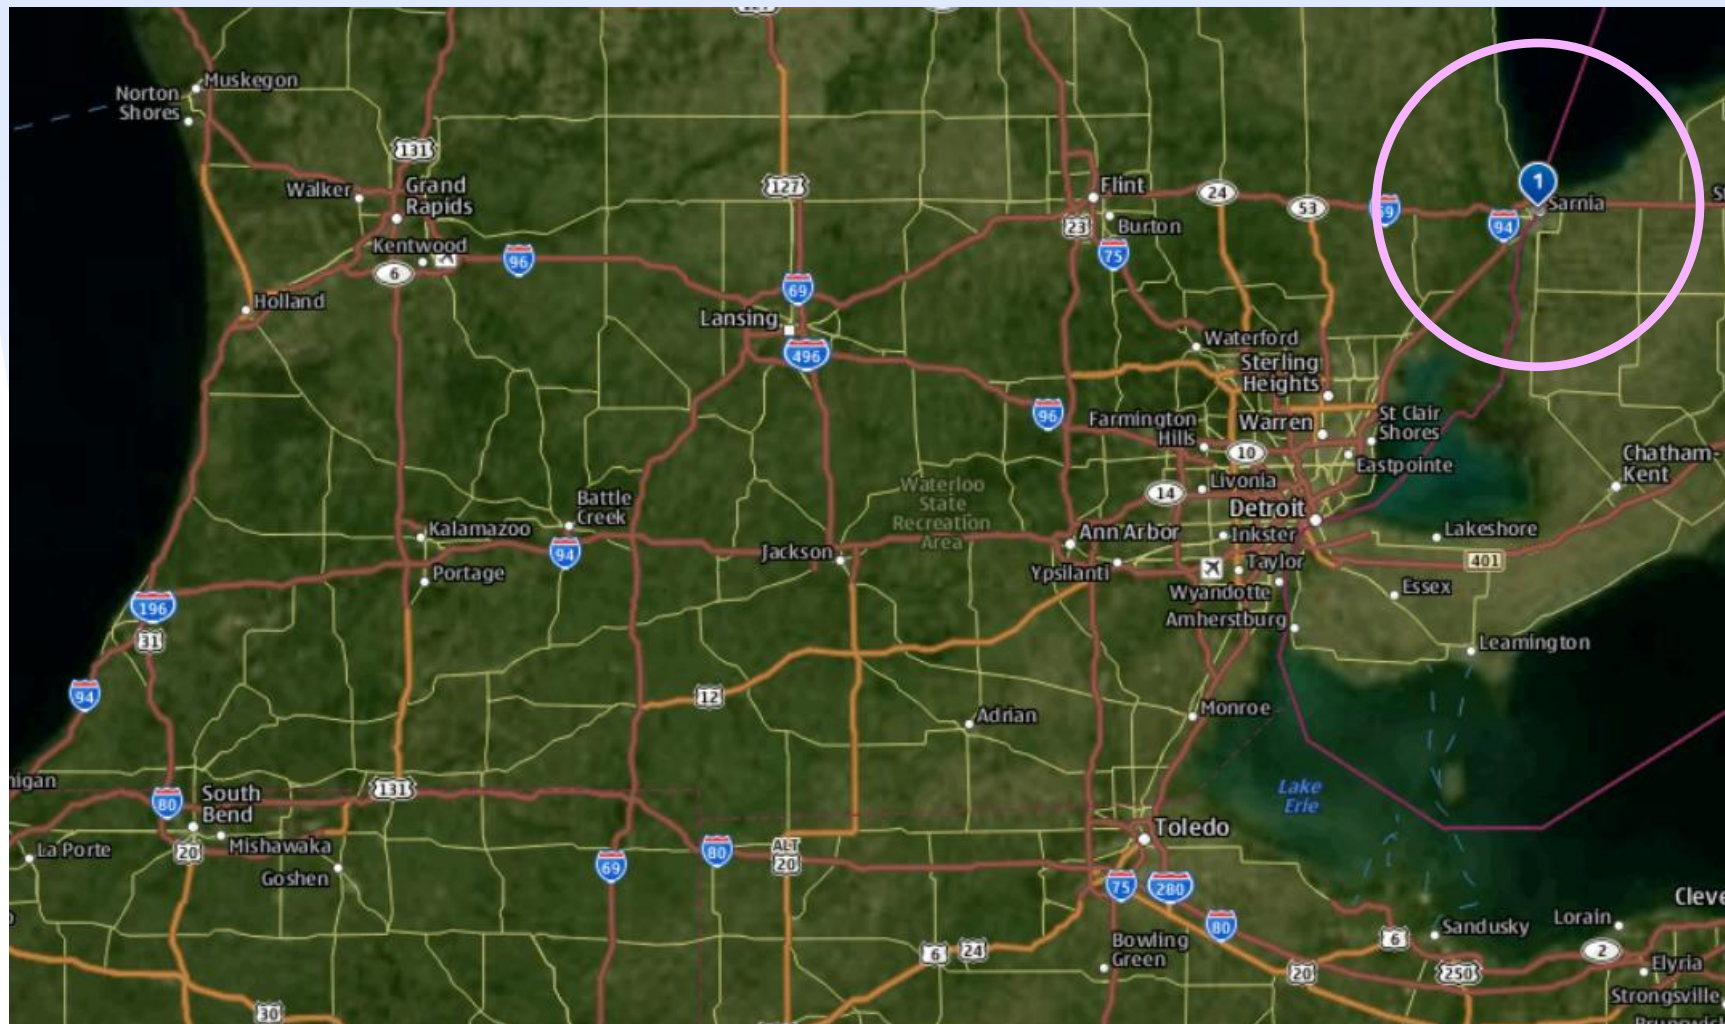 Muskegon
Norton
Shores
131
Walker
Grand
Rapids
127
Flint
24
53
69
1
Sarnia
94
23
Burton
75
Kentwood
6
96
69
Holland
Lansing
496
Waterford
Sterling
Heights
96
Farmington
Hills
Warren
St Clair
Shores
10
Eastpointe
Chatham-
Kent
14
Livonia
Waterloo
State
Recreation
Area
Battle
Creek
Detroit
Kalamazoo
94
Jackson
Ann Arbor
Inkster
Lakeshore
Portage
Ypsilanti
Taylor
401
Wyandotte
Essex
196
31
Amherstburg
Leamington
94
12
Adrian
Monroe
Lake
Erie
131
80
South
Bend
Toledo
La Porte
20
Mishawaka
Goshen
69
80
ALT
20
75
280
80
Cleve
Sandusky
Lorain
6
6
24
Bowling
Green
20
250
2
Elyria
Strongsville
30